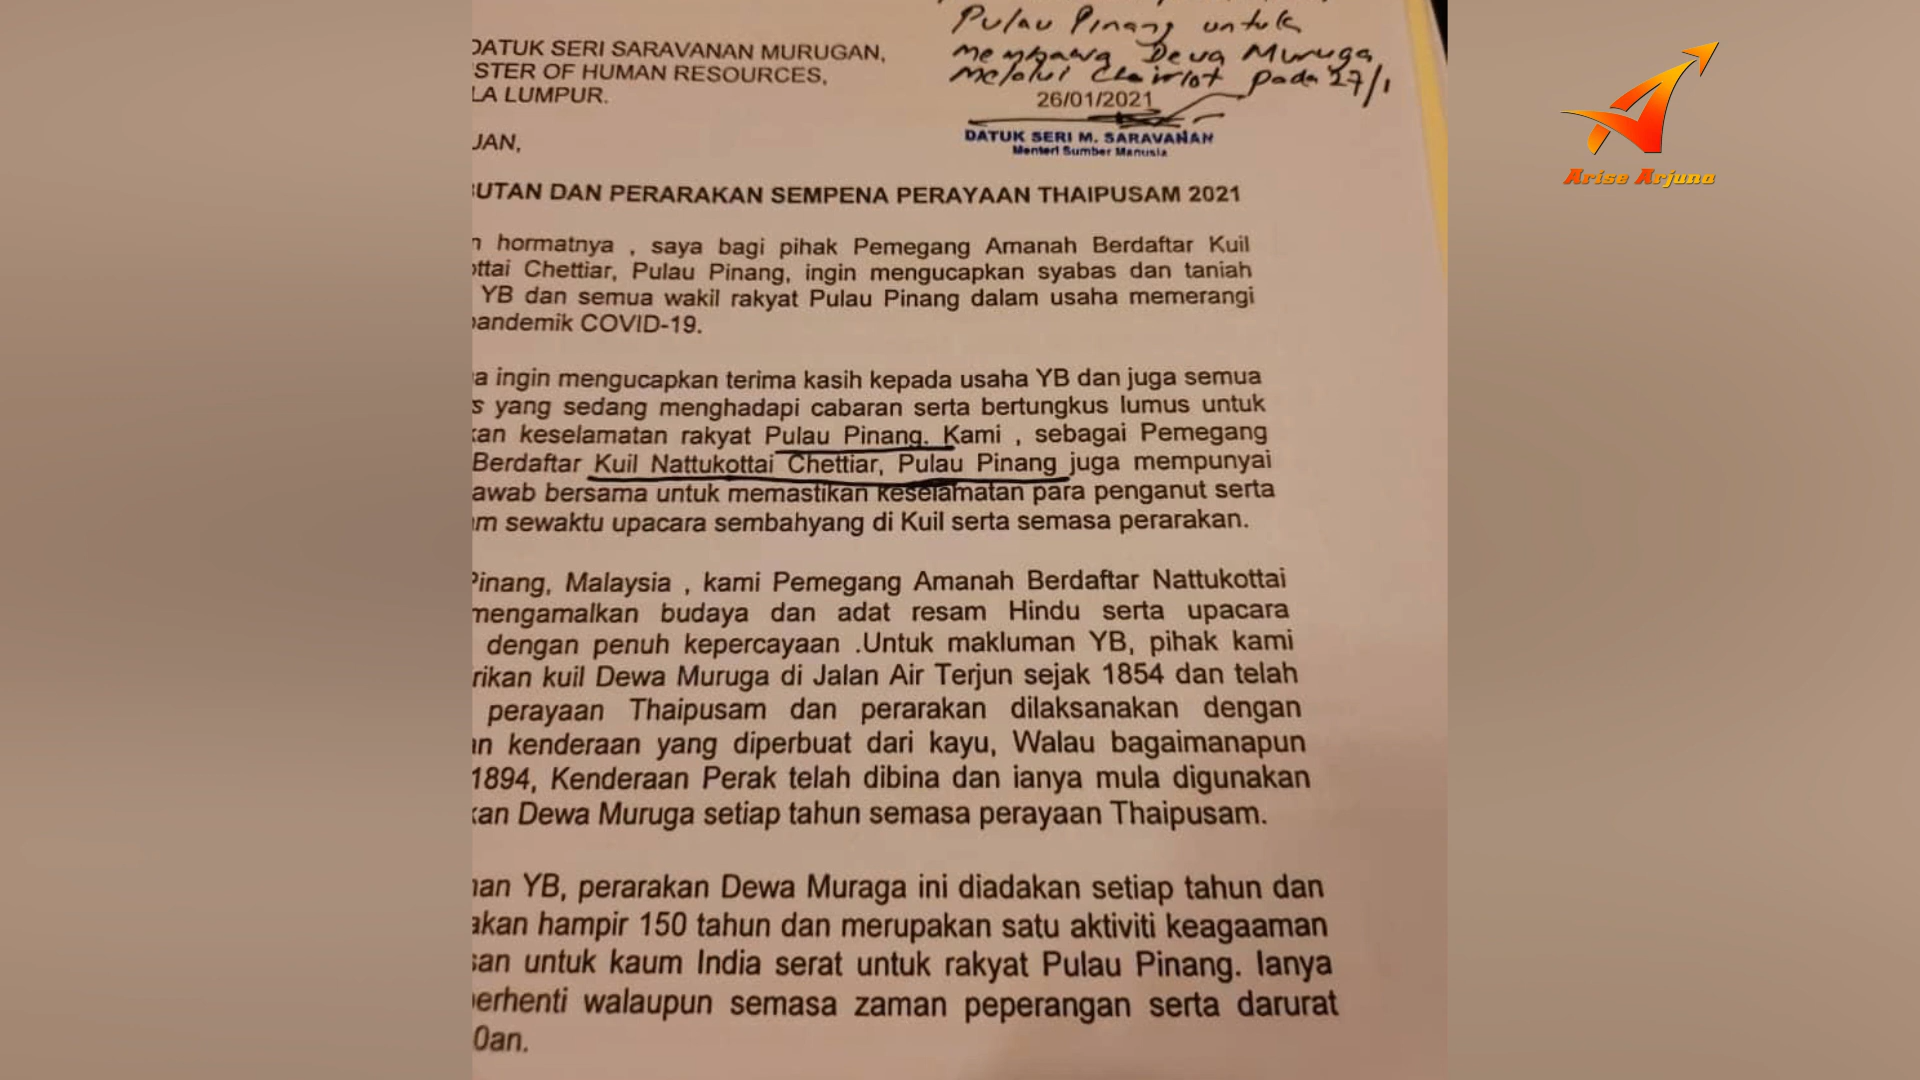 Pulau Pinang untuk
membawa Dewa Muruga
melalui Chairiot pada 27/1
DATUK SERI SARAVANAN MURUGAN,
STER OF HUMAN RESOURCES,
LA LUMPUR.
26/01/2021
DATUK SERI M. SARAVANAN
Menteri Sumber Manusia
JAN,
UTAN DAN PERARAKAN SEMPENA PERAYAAN THAIPUSAM 2021
n hormatnya , saya bagi pihak Pemegang Amanah Berdaftar Kuil
ottai Chettiar, Pulau Pinang, ingin mengucapkan syabas dan taniah
YB dan semua wakil rakyat Pulau Pinang dalam usaha memerangi
pandemik COVID-19.
a ingin mengucapkan terima kasih kepada usaha YB dan juga semua
s yang sedang menghadapi cabaran serta bertungkus lumus untuk
kan keselamatan rakyat Pulau Pinang. Kami , sebagai Pemegang
Berdaftar Kuil Nattukottai Chettiar, Pulau Pinang juga mempunyai
awab bersama untuk memastikan keselamatan para penganut serta
m sewaktu upacara sembahyang di Kuil serta semasa perarakan.
Pinang, Malaysia , kami Pemegang Amanah Berdaftar Nattukottai
mengamalkan budaya dan adat resam Hindu serta upacara
dengan penuh kepercayaan .Untuk makluman YB, pihak kami
rikan kuil Dewa Muruga di Jalan Air Terjun sejak 1854 dan telah
perayaan Thaipusam dan perarakan dilaksanakan dengan
n kenderaan yang diperbuat dari kayu, Walau bagaimanapun
1894, Kenderaan Perak telah dibina dan ianya mula digunakan
kan Dewa Muruga setiap tahun semasa perayaan Thaipusam.
nan YB, perarakan Dewa Muraga ini diadakan setiap tahun dan
akan hampir 150 tahun dan merupakan satu aktiviti keagaaman
san untuk kaum India serat untuk rakyat Pulau Pinang. Ianya
berhenti walaupun semasa zaman peperangan serta darurat
0an.
Arise Arjuna